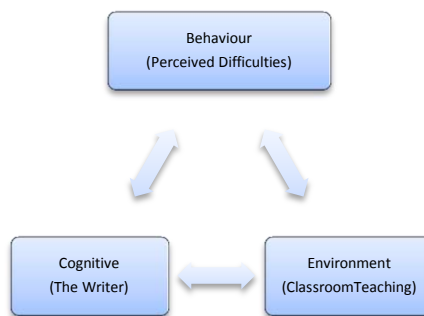 Behaviour
(Perceived Difficulties)
Cognitive
(The Writer)
Environment
(ClassroomTeaching)